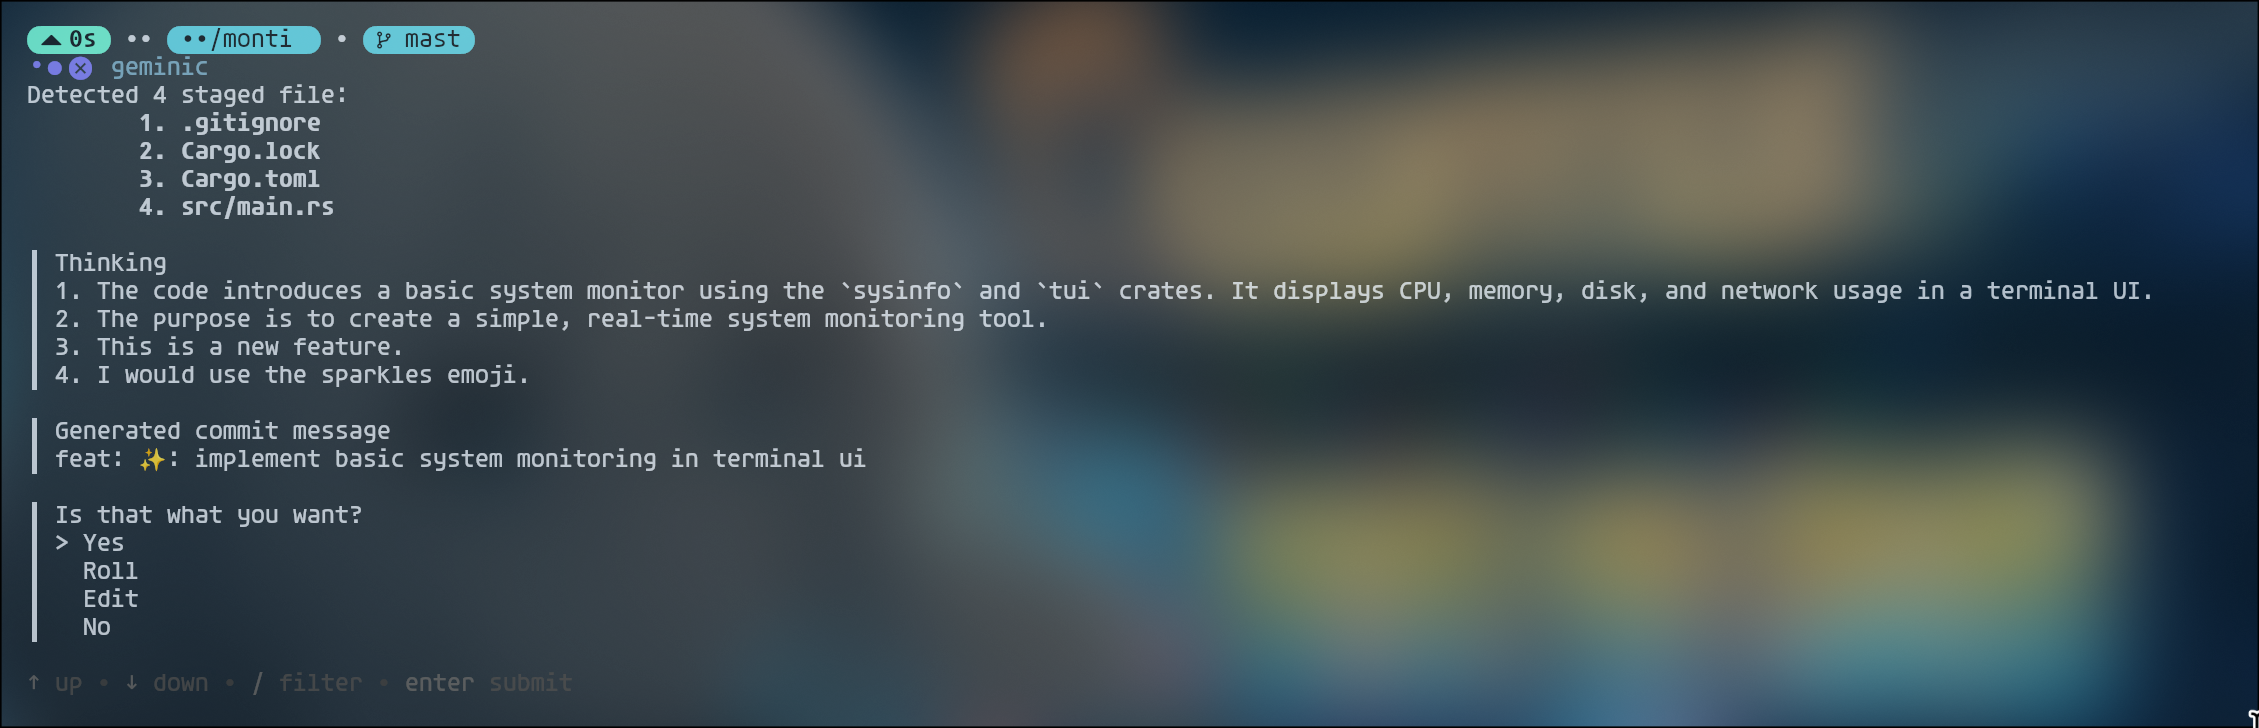 0s •• ••/monti • mast
geminic
Detected 4 staged file:
1. .gitignore
2. Cargo.lock
3. Cargo.toml
4. src/main.rs
Thinking
1. The code introduces a basic system monitor using the `sysinfo` and `tui` crates. It displays CPU, memory, disk, and network usage in a terminal UI.
2. The purpose is to create a simple, real-time system monitoring tool.
3. This is a new feature.
4. I would use the sparkles emoji.
Generated commit message
feat: ✨: implement basic system monitoring in terminal ui
Is that what you want?
> Yes
Roll
Edit
No
↑ up • ↓ down • / filter • enter submit